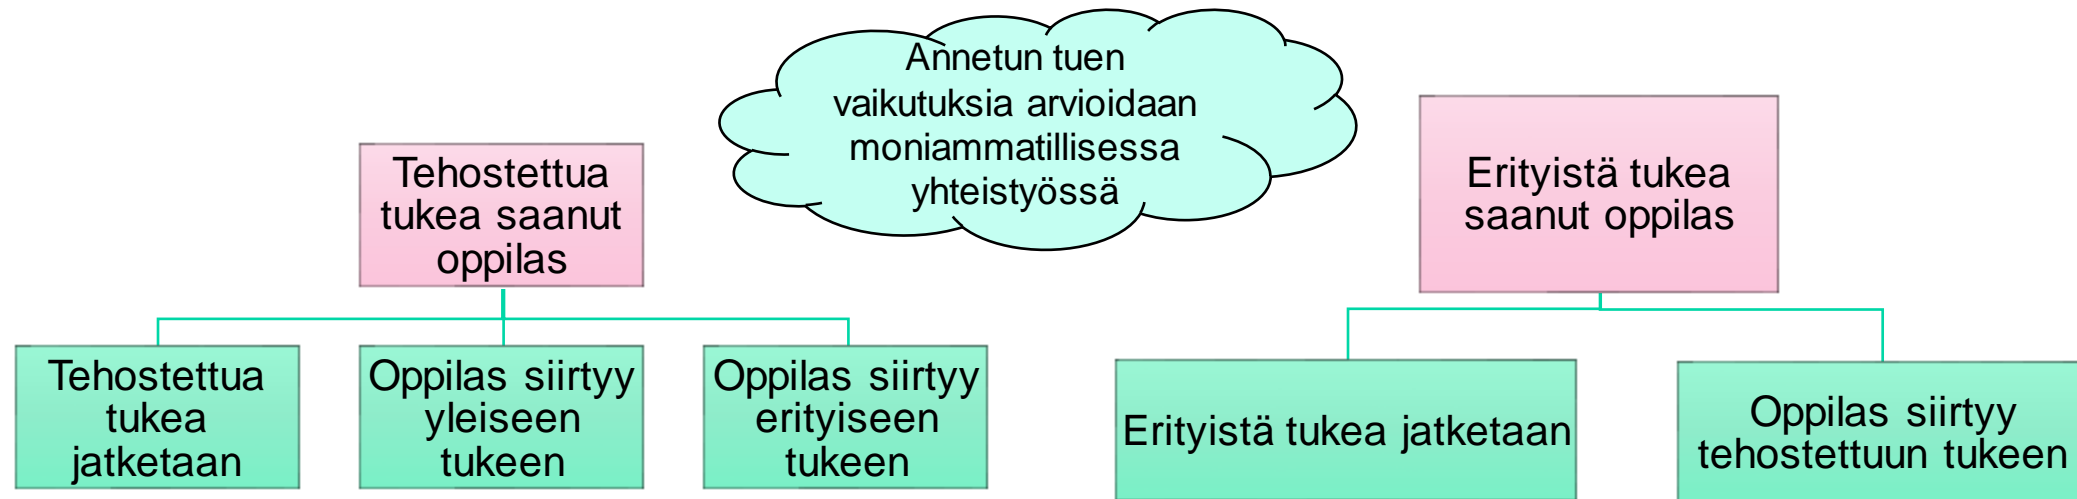 Annetun tuen
vaikutuksia arvioidaan
moniammatillisessa
yhteistyössä
Tehostettua
tukea saanut
oppilas
Erityistä tukea
saanut oppilas
Tehostettua
tukea
jatketaan
Oppilas siirtyy
yleiseen
tukeen
Oppilas siirtyy
erityiseen
tukeen
Erityistä tukea jatketaan
Oppilas siirtyy
tehostettuun tukeen